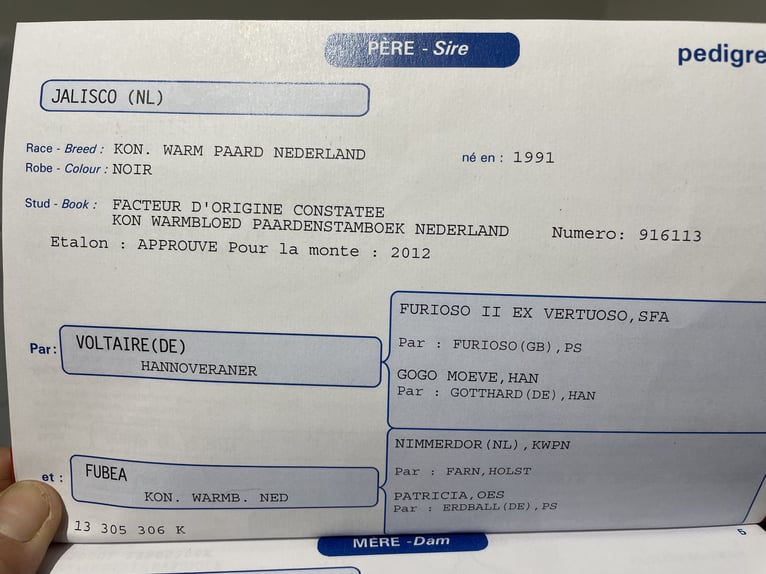 PÈRE - Sire
pedigre
JALISCO (NL)
Race - Breed : KON. WARM PAARD NEDERLAND
né en : 1991
Robe - Colour : NOIR
Stud - Book : FACTEUR D'ORIGINE CONSTATEE
KON WARMBLOED PAARDENSTAMBOEK NEDERLAND
Numero: 916113
Etalon : APPROUVE Pour la monte : 2012
Par: VOLTAIRE(DE)
HANNOVERANER
FURIOSO II EX VERTUOSO,SFA
Par : FURIOSO(GB),PS
GOGO MOEVE,HAN
Par : GOTTHARD(DE),HAN
et : FUBEA
KON. WARMB. NED
NIMMERDOR(NL),KWPN
Par : FARN,HOLST
PATRICIA,OES
Par : ERDBALL(DE),PS
13 305 306 K
MÈRE -Dam